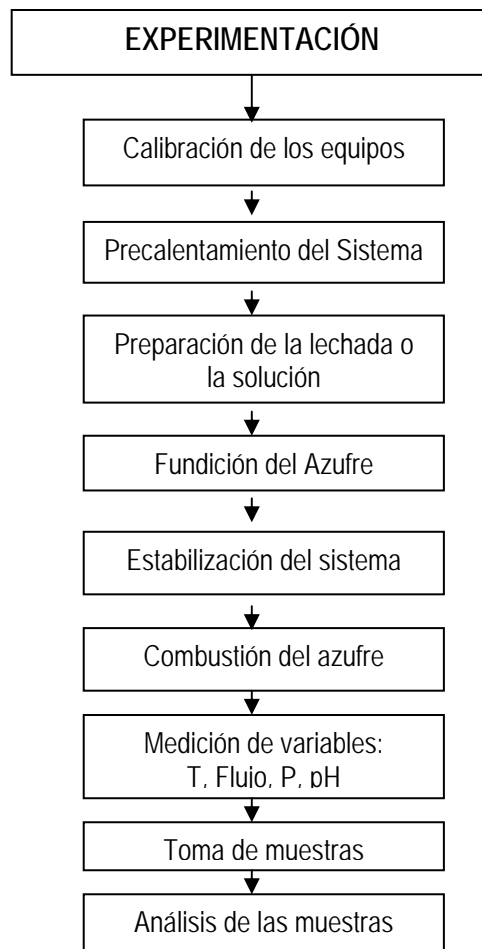 EXPERIMENTACIÓN
Calibración de los equipos
Precalentamiento del Sistema
Preparación de la lechada o
la solución
Fundición del Azufre
Estabilización del sistema
Combustión del azufre
Medición de variables:
T, Flujo, P, pH
Toma de muestras
Análisis de las muestras